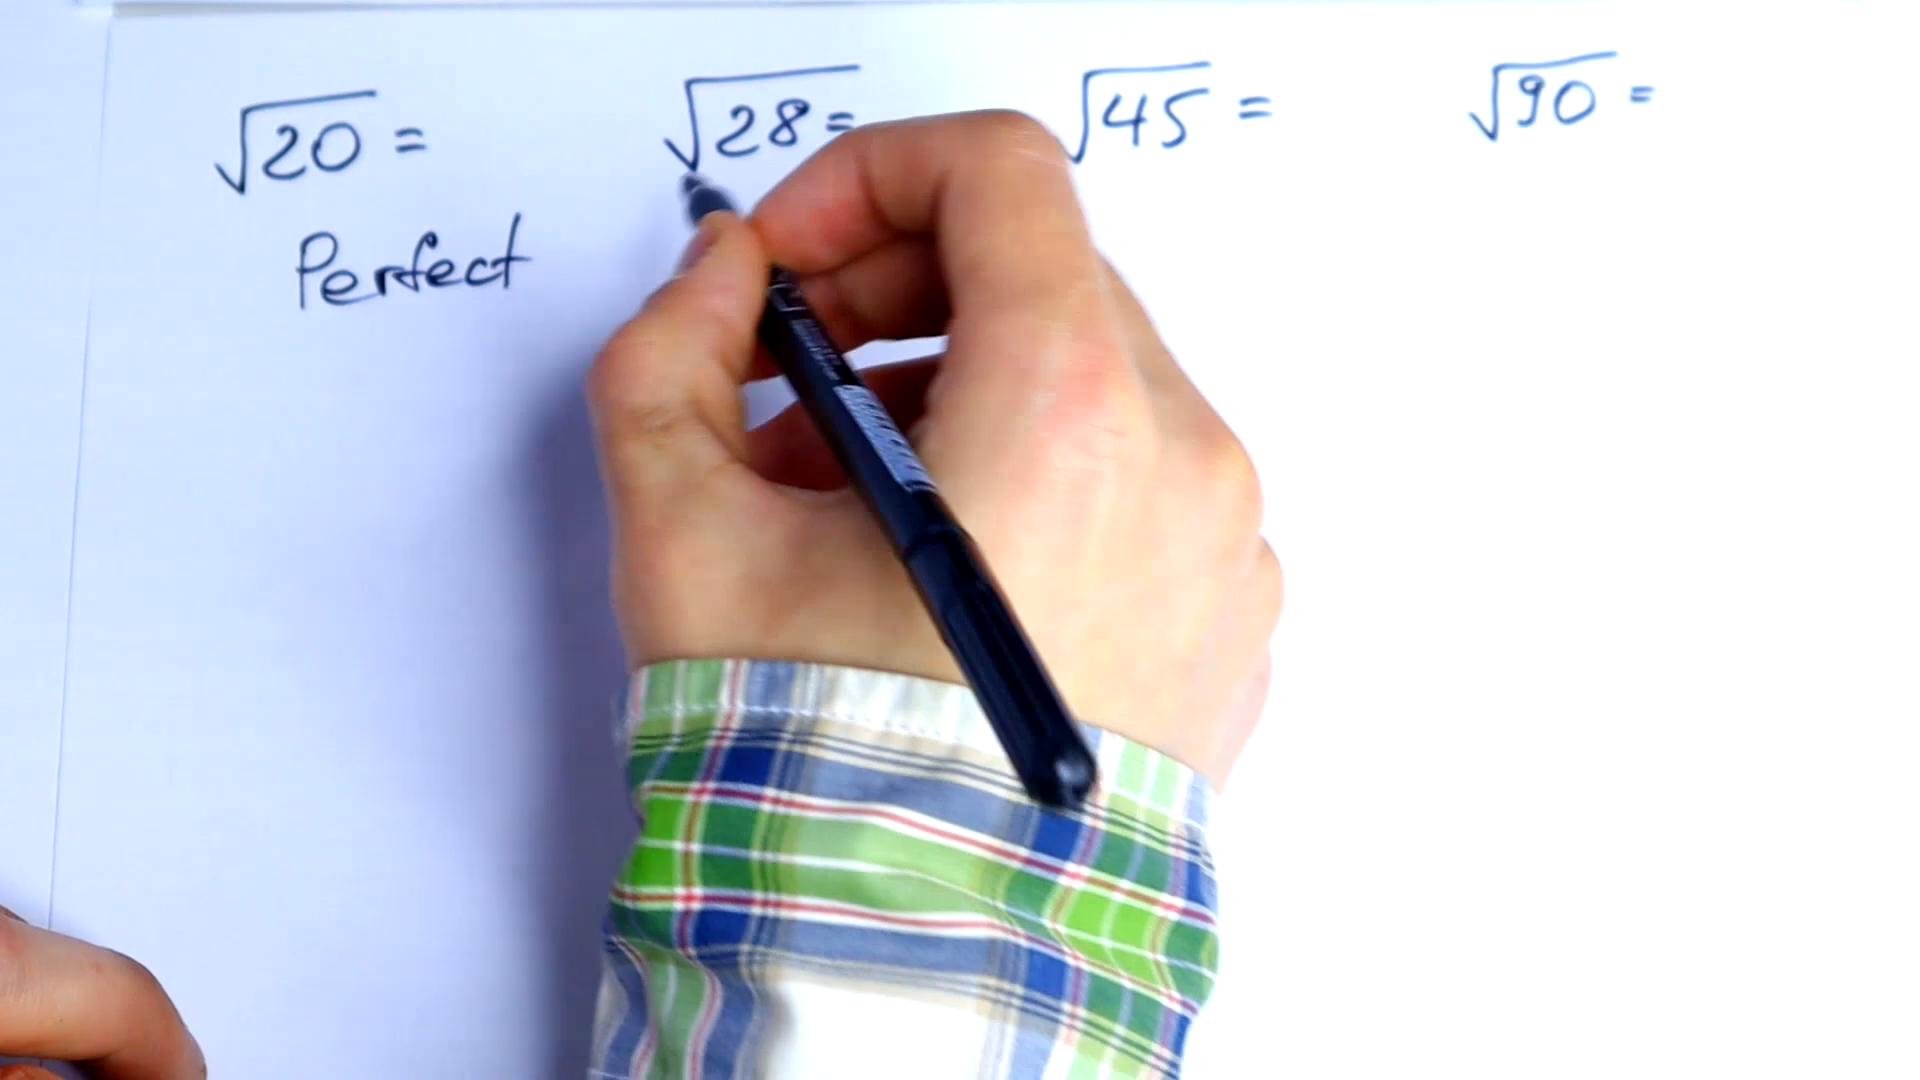 √20 = √28 = √45 = √90 =
Perfect